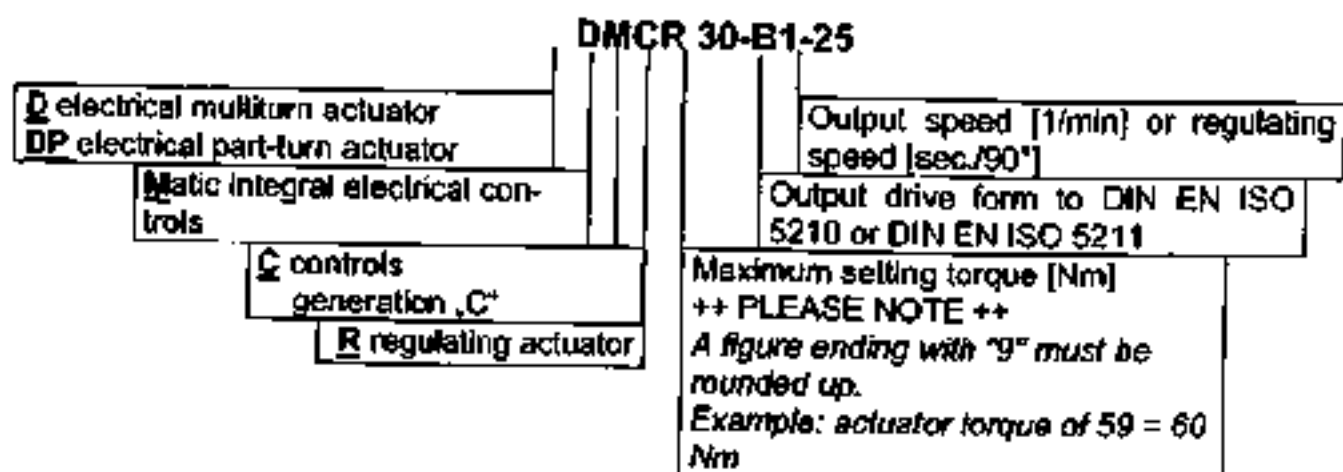 DMCR 30-B1-25
D electrical multiturn actuator
DP electrical part-turn actuator
Matic integral electrical con-
trols
C controls
generation „C“
R regulating actuator
Output speed [1/min] or regulating
speed [sec./90°]
Output drive form to DIN EN ISO
5210 or DIN EN ISO 5211
Maximum setting torque [Nm]
++ PLEASE NOTE ++
A figure ending with "9" must be
rounded up.
Example: actuator torque of 59 = 60
Nm